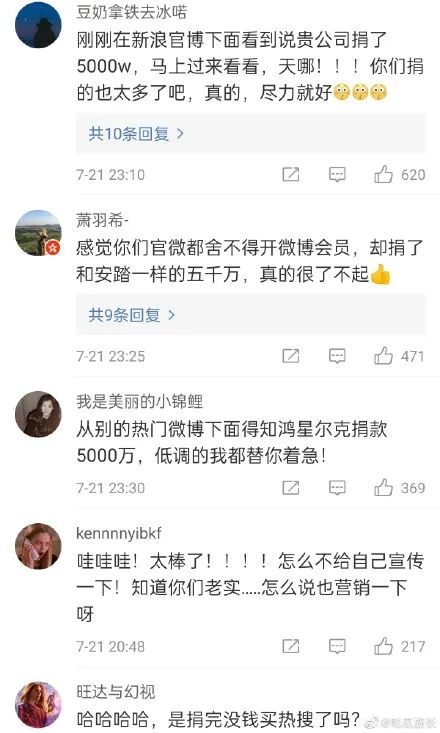 豆奶拿铁去冰喏
刚刚在新浪官博下面看到说贵公司捐了
5000w，马上过来看看，天哪！！！你们捐
的也太多了吧，真的，尽力就好😳😳😳
共10条回复 >
7-21 23:10
620
萧羽希-
感觉你们官微都舍不得开微博会员，却捐了
和安踏一样的五千万，真的很了不起👍
共9条回复 >
7-21 23:25
471
我是美丽的小锦鲤
从别的热门微博下面得知鸿星尔克捐款
5000万，低调的我都替你着急！
7-21 23:30
369
kennnnyibkf
哇哇哇！太棒了！！！！怎么不给自己宣传
一下！知道你们老实.....怎么说也营销一下
呀
7-21 20:48
217
旺达与幻视
哈哈哈哈，是捐完没钱买热搜了吗？
@吃瓜族长